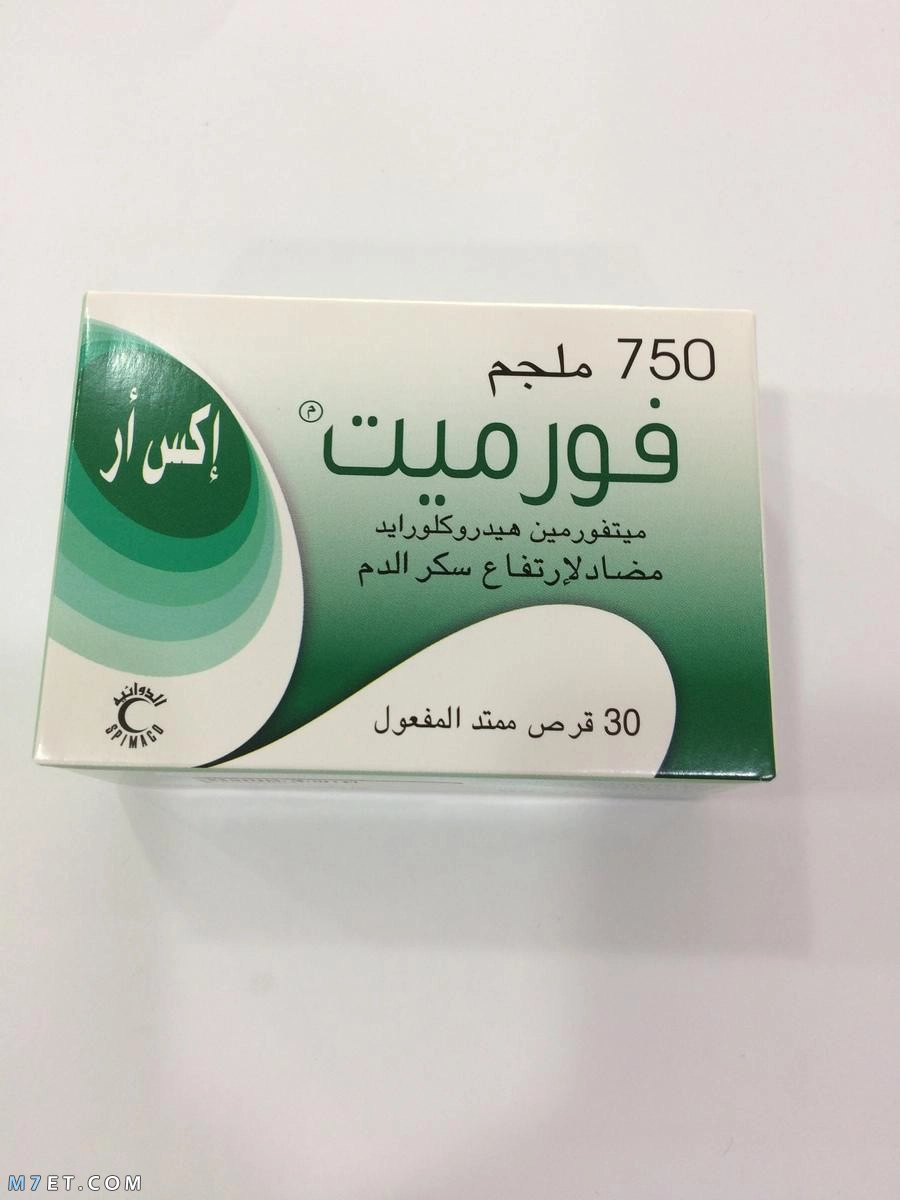 750 ملجم
فورميت
م
إكس أر
ميتفورمين هيدروكلورايد
مضادلإرتفاع سكر الدم
30 قرص ممتد المفعول
الدوائية
SPIMACO
M7ET.COM